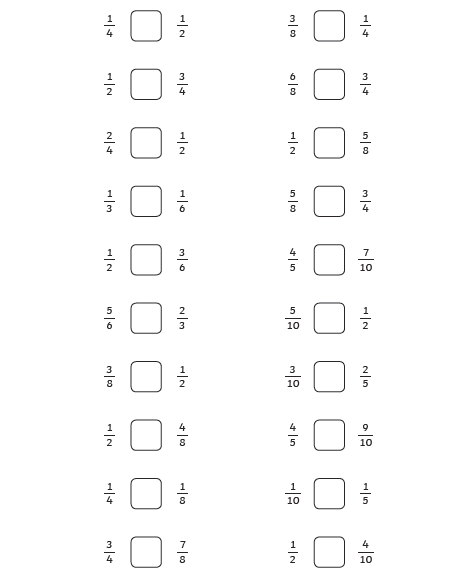 1/4 □ 1/2 3/8 □ 1/4
1/2 □ 3/4 6/8 □ 3/4
2/4 □ 1/2 1/2 □ 5/8
1/3 □ 1/6 5/8 □ 3/4
1/2 □ 3/6 4/5 □ 7/10
5/6 □ 2/3 5/10 □ 1/2
3/8 □ 1/2 3/10 □ 2/5
1/2 □ 4/8 4/5 □ 9/10
1/4 □ 1/8 1/10 □ 1/5
3/4 □ 7/8 1/2 □ 4/10